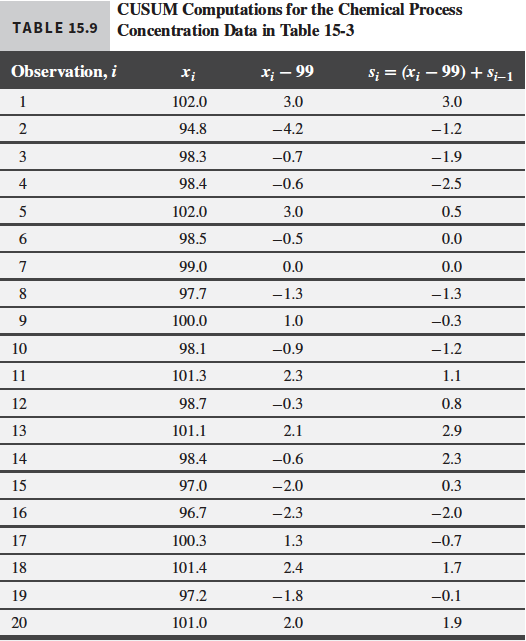 TABLE 15.9 CUSUM Computations for the Chemical Process
Concentration Data in Table 15-3
Observation, i xᵢ xᵢ − 99 sᵢ = (xᵢ − 99) + sᵢ₋₁
1 102.0 3.0 3.0
2 94.8 −4.2 −1.2
3 98.3 −0.7 −1.9
4 98.4 −0.6 −2.5
5 102.0 3.0 0.5
6 98.5 −0.5 0.0
7 99.0 0.0 0.0
8 97.7 −1.3 −1.3
9 100.0 1.0 −0.3
10 98.1 −0.9 −1.2
11 101.3 2.3 1.1
12 98.7 −0.3 0.8
13 101.1 2.1 2.9
14 98.4 −0.6 2.3
15 97.0 −2.0 0.3
16 96.7 −2.3 −2.0
17 100.3 1.3 −0.7
18 101.4 2.4 1.7
19 97.2 −1.8 −0.1
20 101.0 2.0 1.9